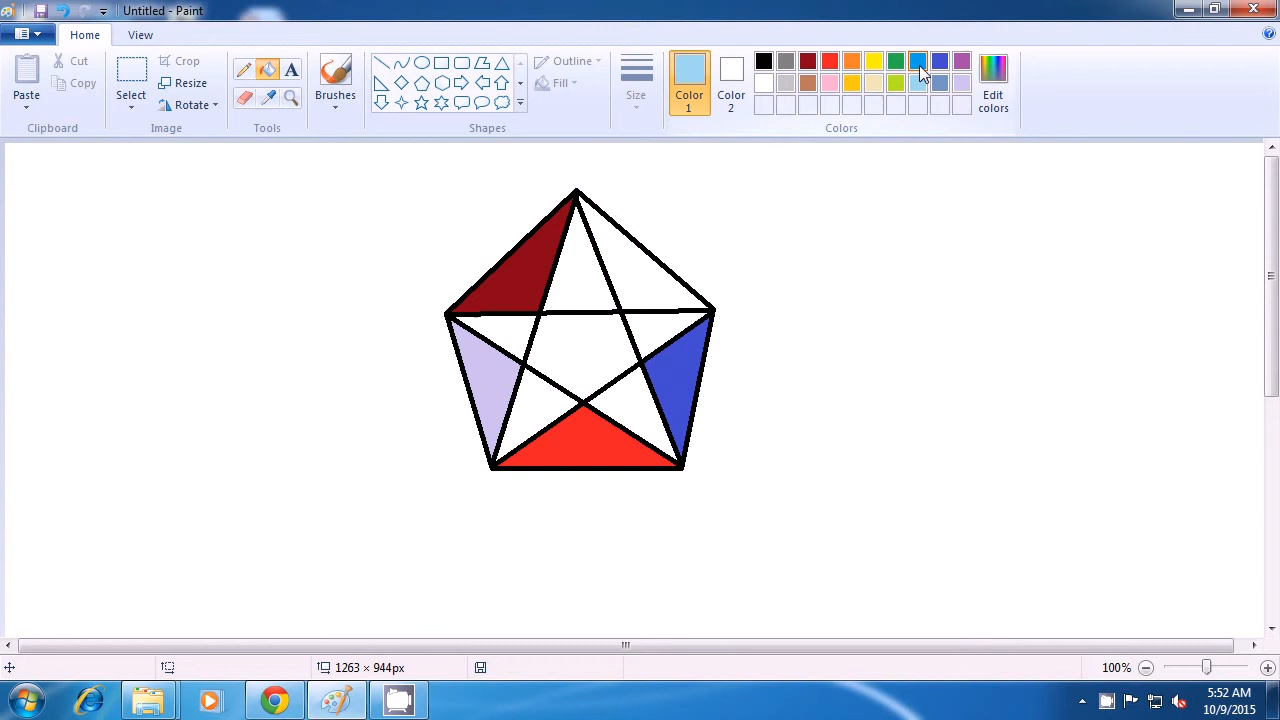 Untitled - Paint
Home View
Paste
Cut
Copy
Clipboard
Select
Crop
Resize
Rotate
Image
A
Tools
Brushes
Outline
Fill
Shapes
Size
Color
1
Color
2
Edit
colors
Colors
1263 × 944px
100%
5:52 AM
10/9/2015